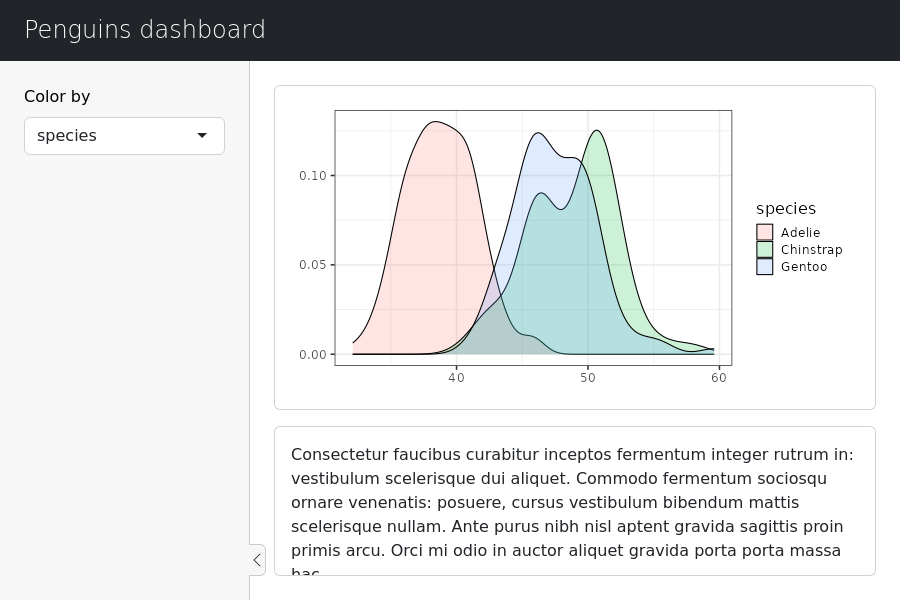 Penguins dashboard
Color by
species
0.10
0.05
0.00
40 50 60
species
Adelie
Chinstrap
Gentoo
Consectetur faucibus curabitur inceptos fermentum integer rutrum in:
vestibulum scelerisque dui aliquet. Commodo fermentum sociosqu
ornare venenatis: posuere, cursus vestibulum bibendum mattis
scelerisque nullam. Ante purus nibh nisl aptent gravida sagittis proin
primis arcu. Orci mi odio in auctor aliquet gravida porta porta massa
hac